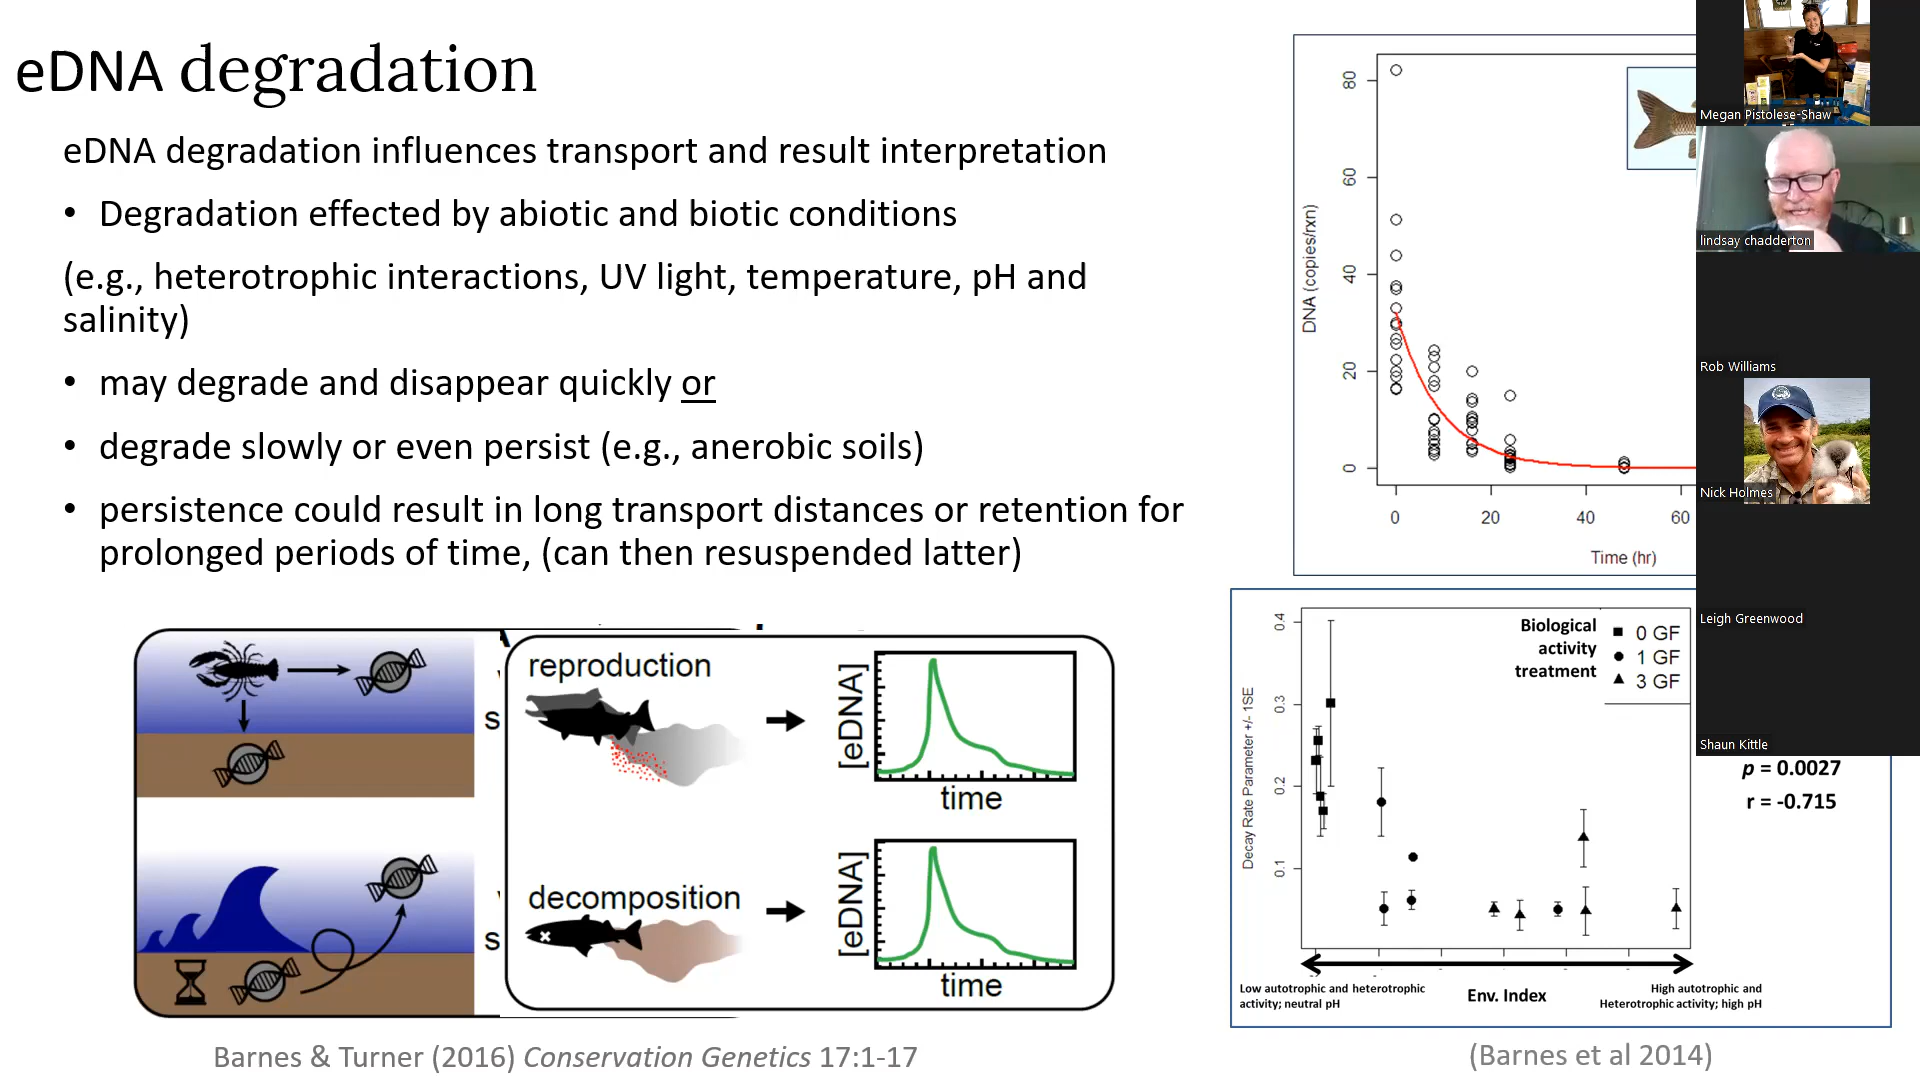 eDNA degradation
eDNA degradation influences transport and result interpretation
• Degradation effected by abiotic and biotic conditions
(e.g., heterotrophic interactions, UV light, temperature, pH and
salinity)
• may degrade and disappear quickly or
• degrade slowly or even persist (e.g., anerobic soils)
• persistence could result in long transport distances or retention for
prolonged periods of time, (can then resuspended latter)
reproduction
[eDNA]
time
decomposition
[eDNA]
time
s
s
Barnes & Turner (2016) Conservation Genetics 17:1-17
DNA (copies/rxn)
80
60
40
20
0
0 20 40 60
Time (hr)
Decay Rate Parameter +/- 1SE
0.4
0.3
0.2
0.1
Biological
activity
treatment
0 GF
1 GF
3 GF
p = 0.0027
r = -0.715
Low autotrophic and heterotrophic
activity; neutral pH
Env. Index
High autotrophic and
Heterotrophic activity; high pH
(Barnes et al 2014)
Megan Pistolese-Shaw
lindsay chadderton
Rob Williams
Nick Holmes
Leigh Greenwood
Shaun Kittle